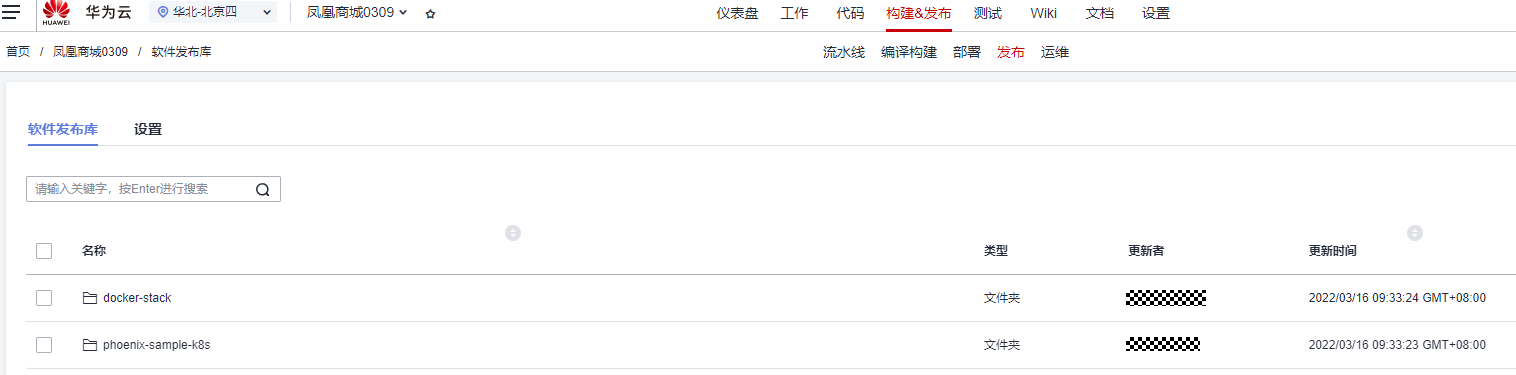 HUAWEI 华为云 华北-北京四 凤凰商城0309 仪表盘 工作 代码 构建&发布 测试 Wiki 文档 设置
首页 / 凤凰商城0309 / 软件发布库 流水线 编译构建 部署 发布 运维
软件发布库 设置
请输入关键字，按Enter进行搜索
名称 类型 更新者 更新时间
docker-stack 文件夹 2022/03/16 09:33:24 GMT+08:00
phoenix-sample-k8s 文件夹 2022/03/16 09:33:23 GMT+08:00